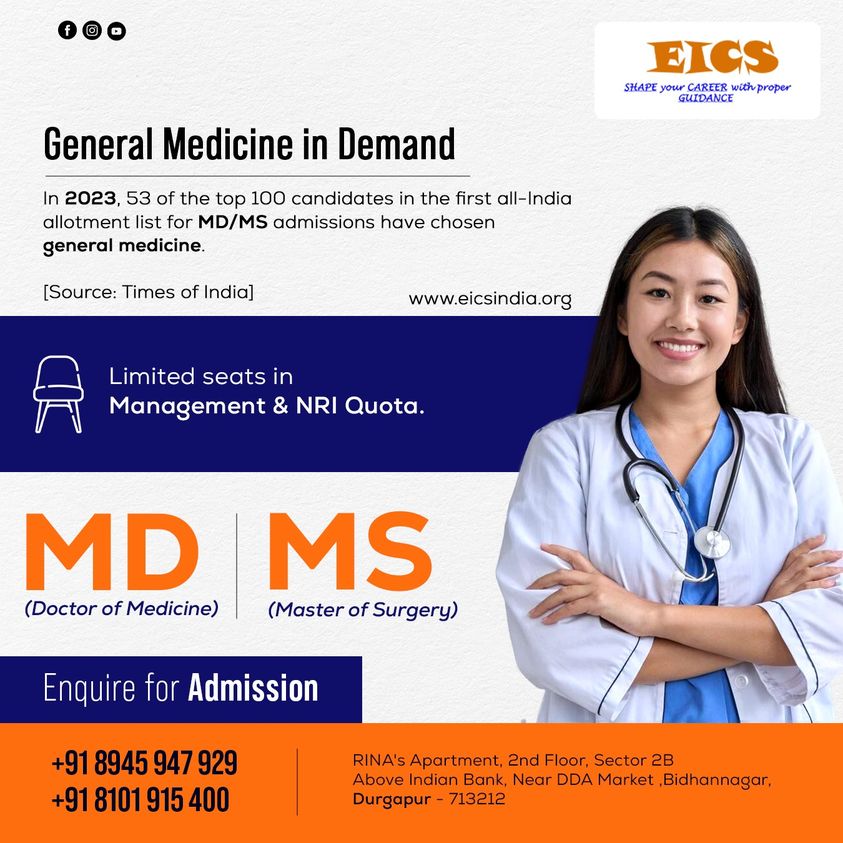 EICS
SHAPE your CAREER with proper
GUIDANCE
General Medicine in Demand
In 2023, 53 of the top 100 candidates in the first all-India
allotment list for MD/MS admissions have chosen
general medicine.
[Source: Times of India]
www.eicsindia.org
Limited seats in
Management & NRI Quota.
MD
(Doctor of Medicine)
MS
(Master of Surgery)
Enquire for Admission
+91 8945 947 929
+91 8101 915 400
RINA's Apartment, 2nd Floor, Sector 2B
Above Indian Bank, Near DDA Market ,Bidhannagar,
Durgapur - 713212